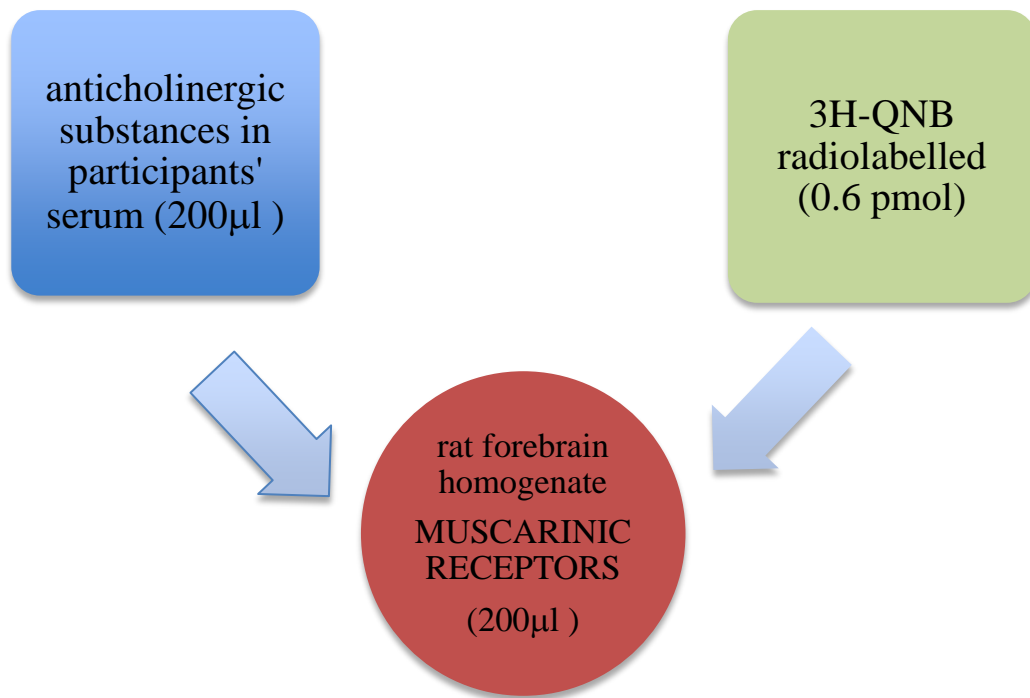 anticholinergic
substances in
participants'
serum (200μl )
3H-QNB
radiolabelled
(0.6 pmol)
rat forebrain
homogenate
MUSCARINIC
RECEPTORS
(200μl )